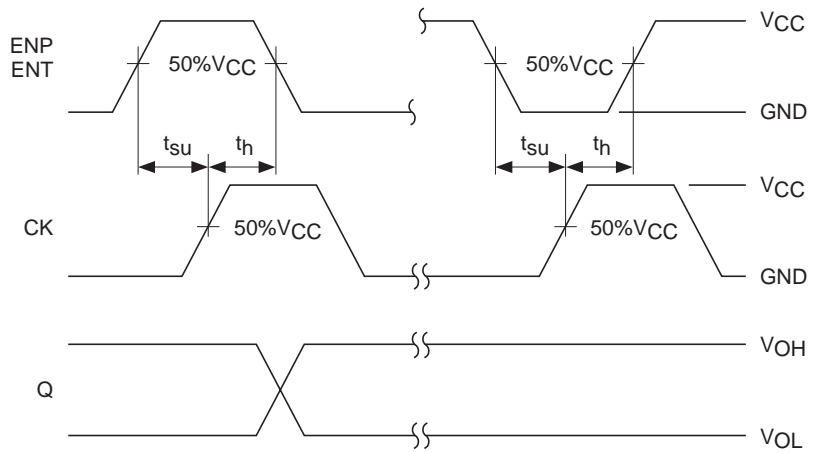 ENP
ENT
50%VCC
50%VCC
VCC
GND
tsu
th
tsu
th
CK
50%VCC
50%VCC
VCC
GND
Q
VOH
VOL